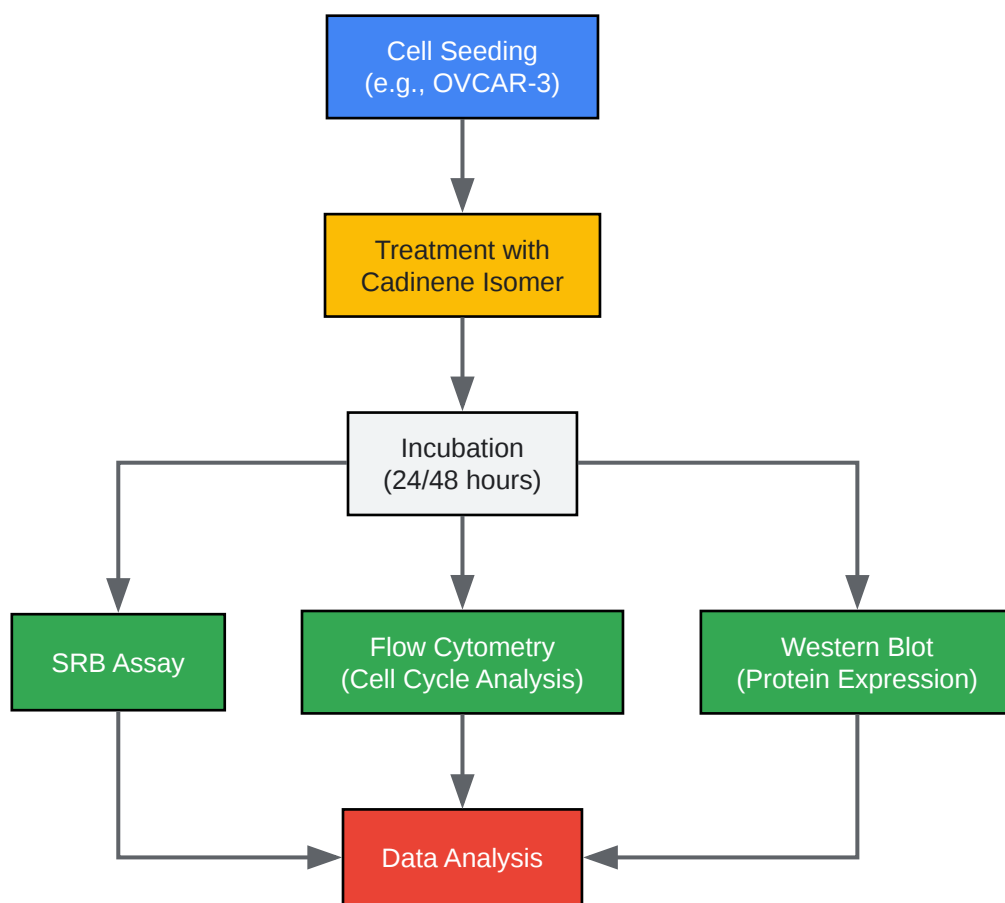 Cell Seeding
(e.g., OVCAR-3)
Treatment with
Cadinene Isomer
Incubation
(24/48 hours)
SRB Assay
Flow Cytometry
(Cell Cycle Analysis)
Western Blot
(Protein Expression)
Data Analysis